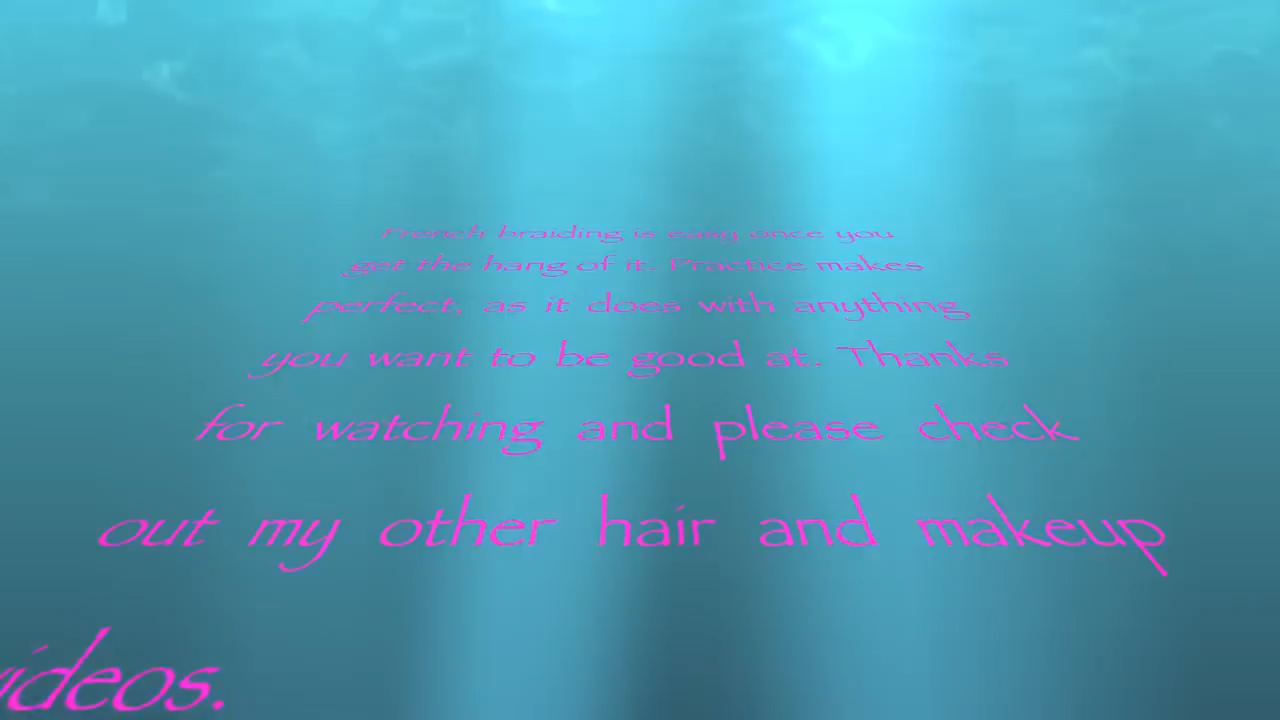 French braiding is easy once you
get the hang of it. Practice makes
perfect, as it does with anything
you want to be good at. Thanks
for watching and please check
out my other hair and makeup
videos.